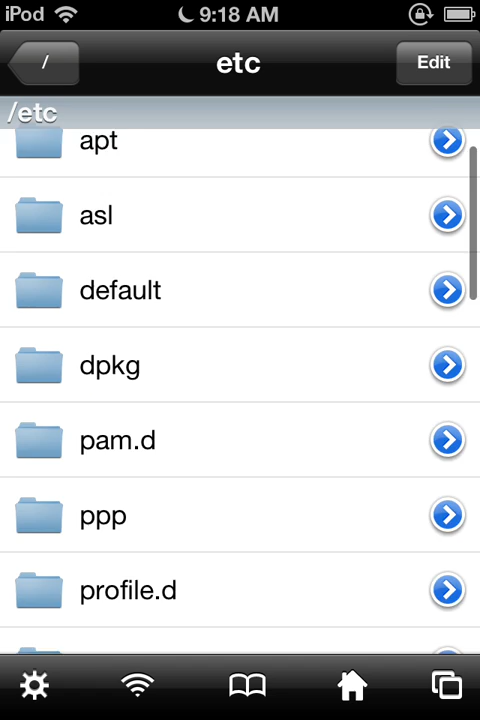 iPod 9:18 AM
/ etc Edit
/etc
apt
asl
default
dpkg
pam.d
ppp
profile.d